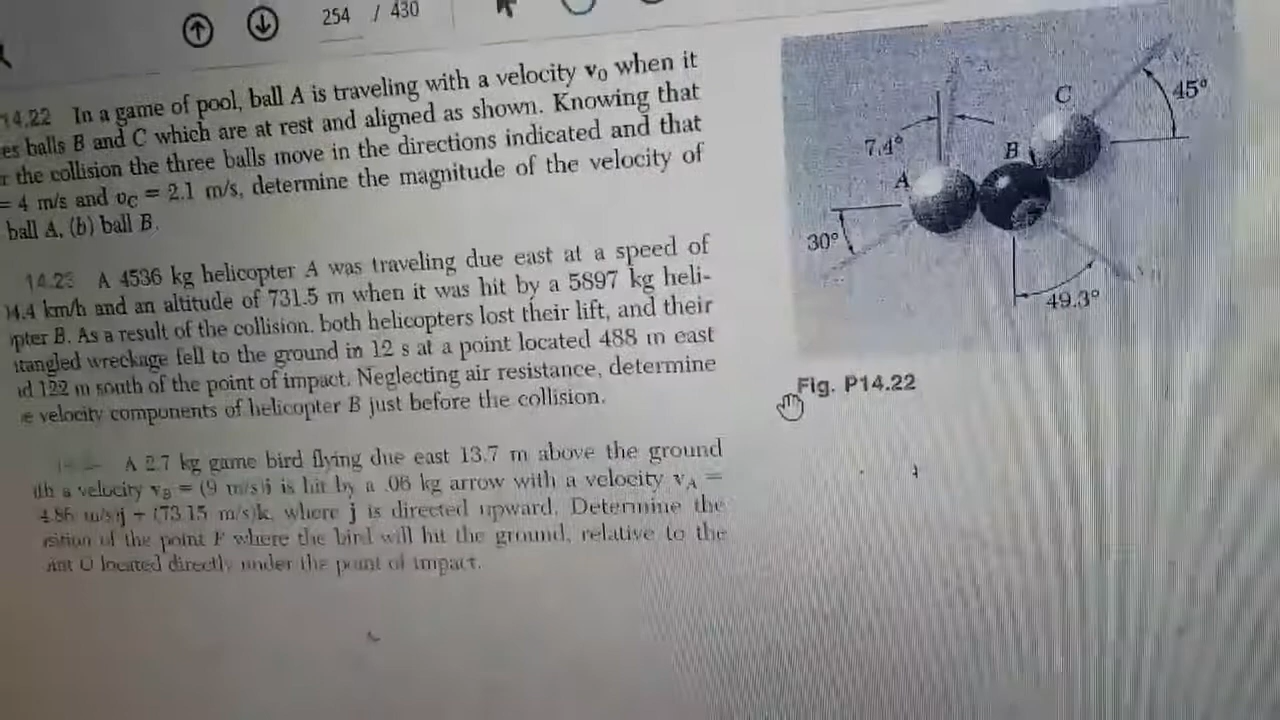 254 / 430
14.22 In a game of pool, ball A is traveling with a velocity v₀ when it
es balls B and C which are at rest and aligned as shown. Knowing that
r the collision the three balls move in the directions indicated and that
= 4 m/s and υC = 2.1 m/s, determine the magnitude of the velocity of
ball A, (b) ball B.
A 4536 kg helicopter A was traveling due east at a speed of
4.4 km/h and an altitude of 731.5 m when it was hit by a 5897 kg heli-
pter B. As a result of the collision, both helicopters lost their lift, and their
tangled wreckage fell to the ground in 12 s at a point located 488 m east
d 122 m south of the point of impact. Neglecting air resistance, determine
e velocity components of helicopter B just before the collision.
A 2.7 kg game bird flying due east 13.7 m above the ground
ith a velocity vB = (9 m/s)i is hit by a .06 kg arrow with a velocity vA =
j + (73.15 m/s)k, where j is directed upward. Determine the
of the point P where the bird will hit the ground, relative to the
O located directly under the point of impact.
C
45°
7.4°
B
A
30°
49.3°
Fig. P14.22